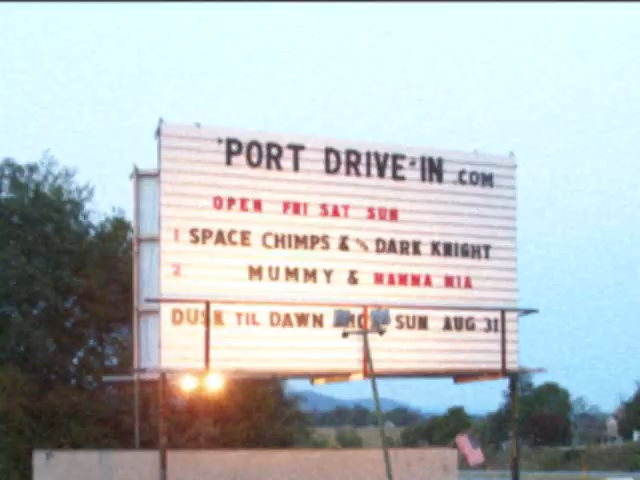 'PORT DRIVE-IN .COM
OPEN FRI SAT SUN
1 SPACE CHIMPS & THE DARK KNIGHT
2 MUMMY & MAMMA MIA
DUSK TIL DAWN SUN AUG 31